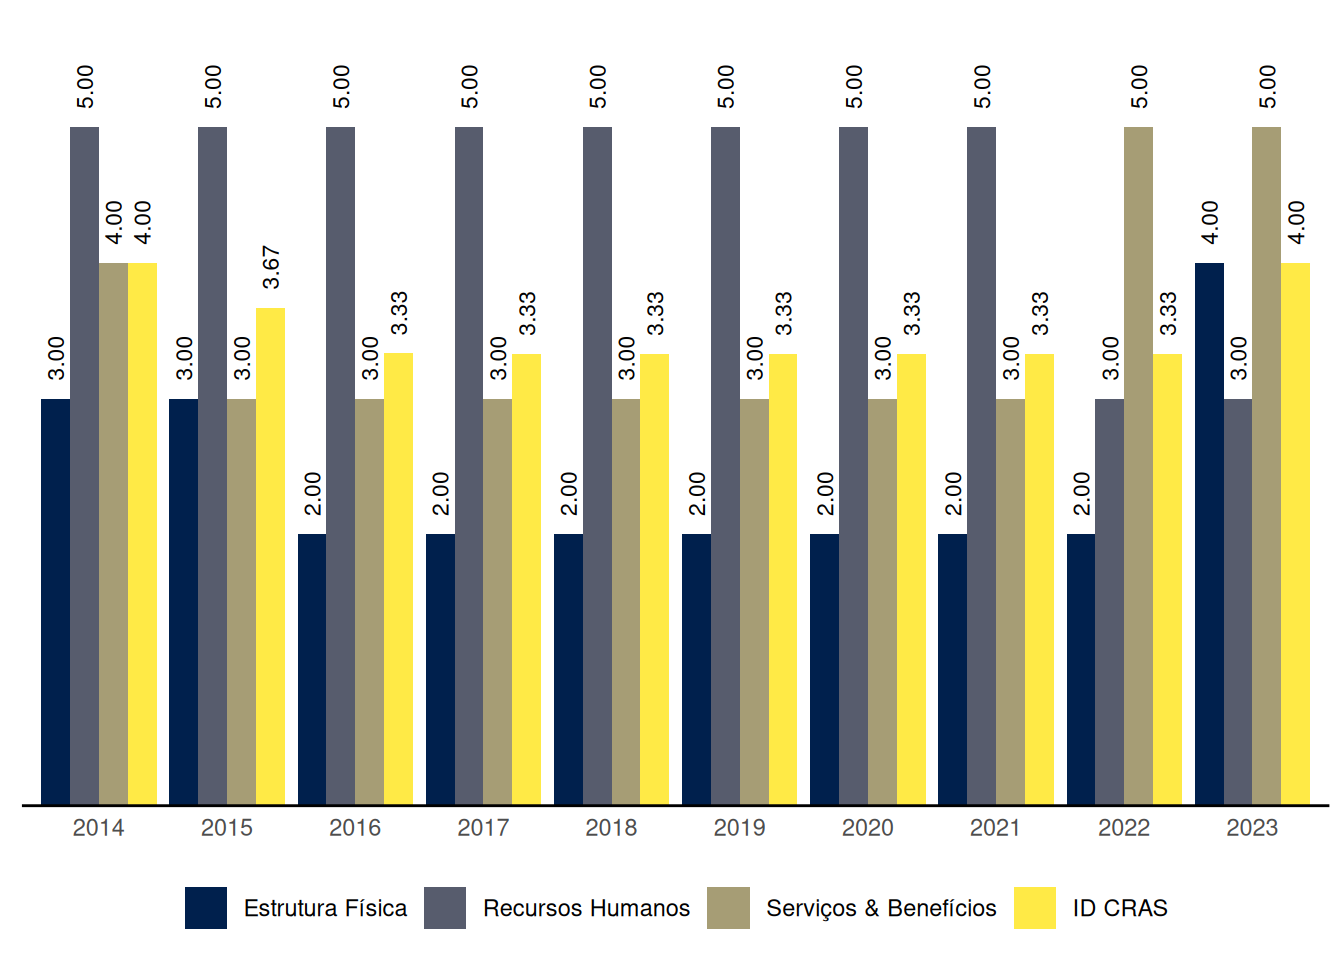 5.00 5.00 5.00 5.00 5.00 5.00 5.00 5.00 5.00 5.00
4.00 4.00 4.00 4.00
3.67
3.33 3.33 3.33 3.33 3.33 3.33 3.33
3.00 3.00 3.00 3.00 3.00 3.00 3.00 3.00 3.00 3.00 3.00
2.00 2.00 2.00 2.00 2.00 2.00 2.00
2014 2015 2016 2017 2018 2019 2020 2021 2022 2023
Estrutura Física Recursos Humanos Serviços & Benefícios ID CRAS